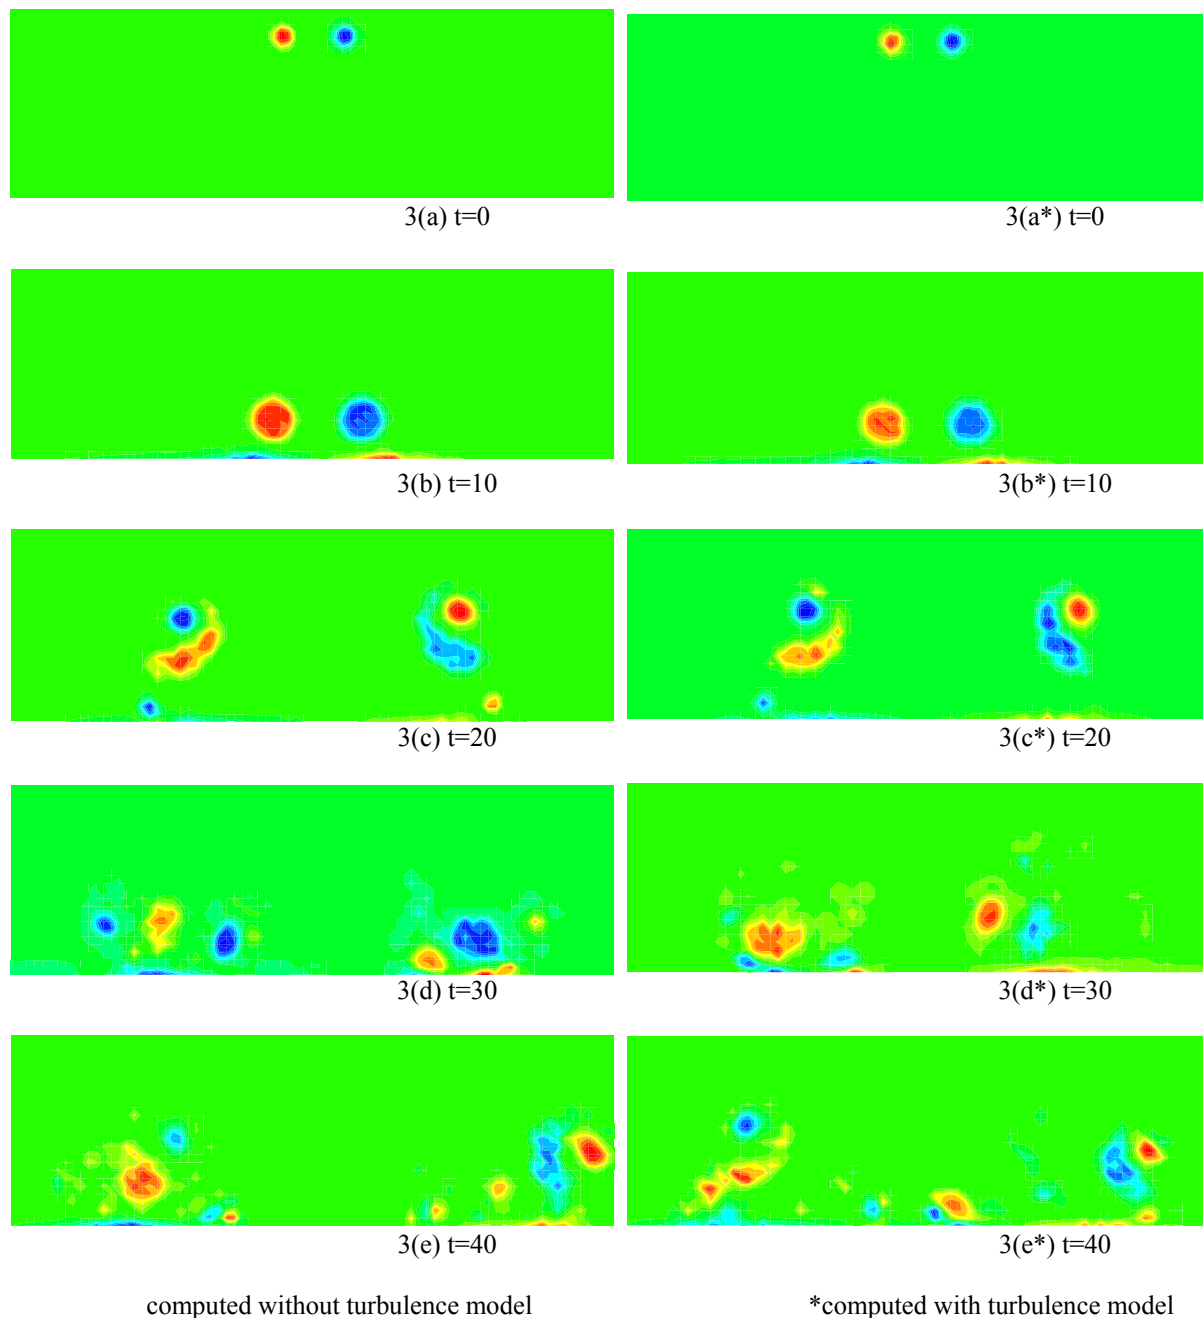 3(a) t=0
3(a*) t=0
3(b) t=10
3(b*) t=10
3(c) t=20
3(c*) t=20
3(d) t=30
3(d*) t=30
3(e) t=40
3(e*) t=40
computed without turbulence model
*computed with turbulence model